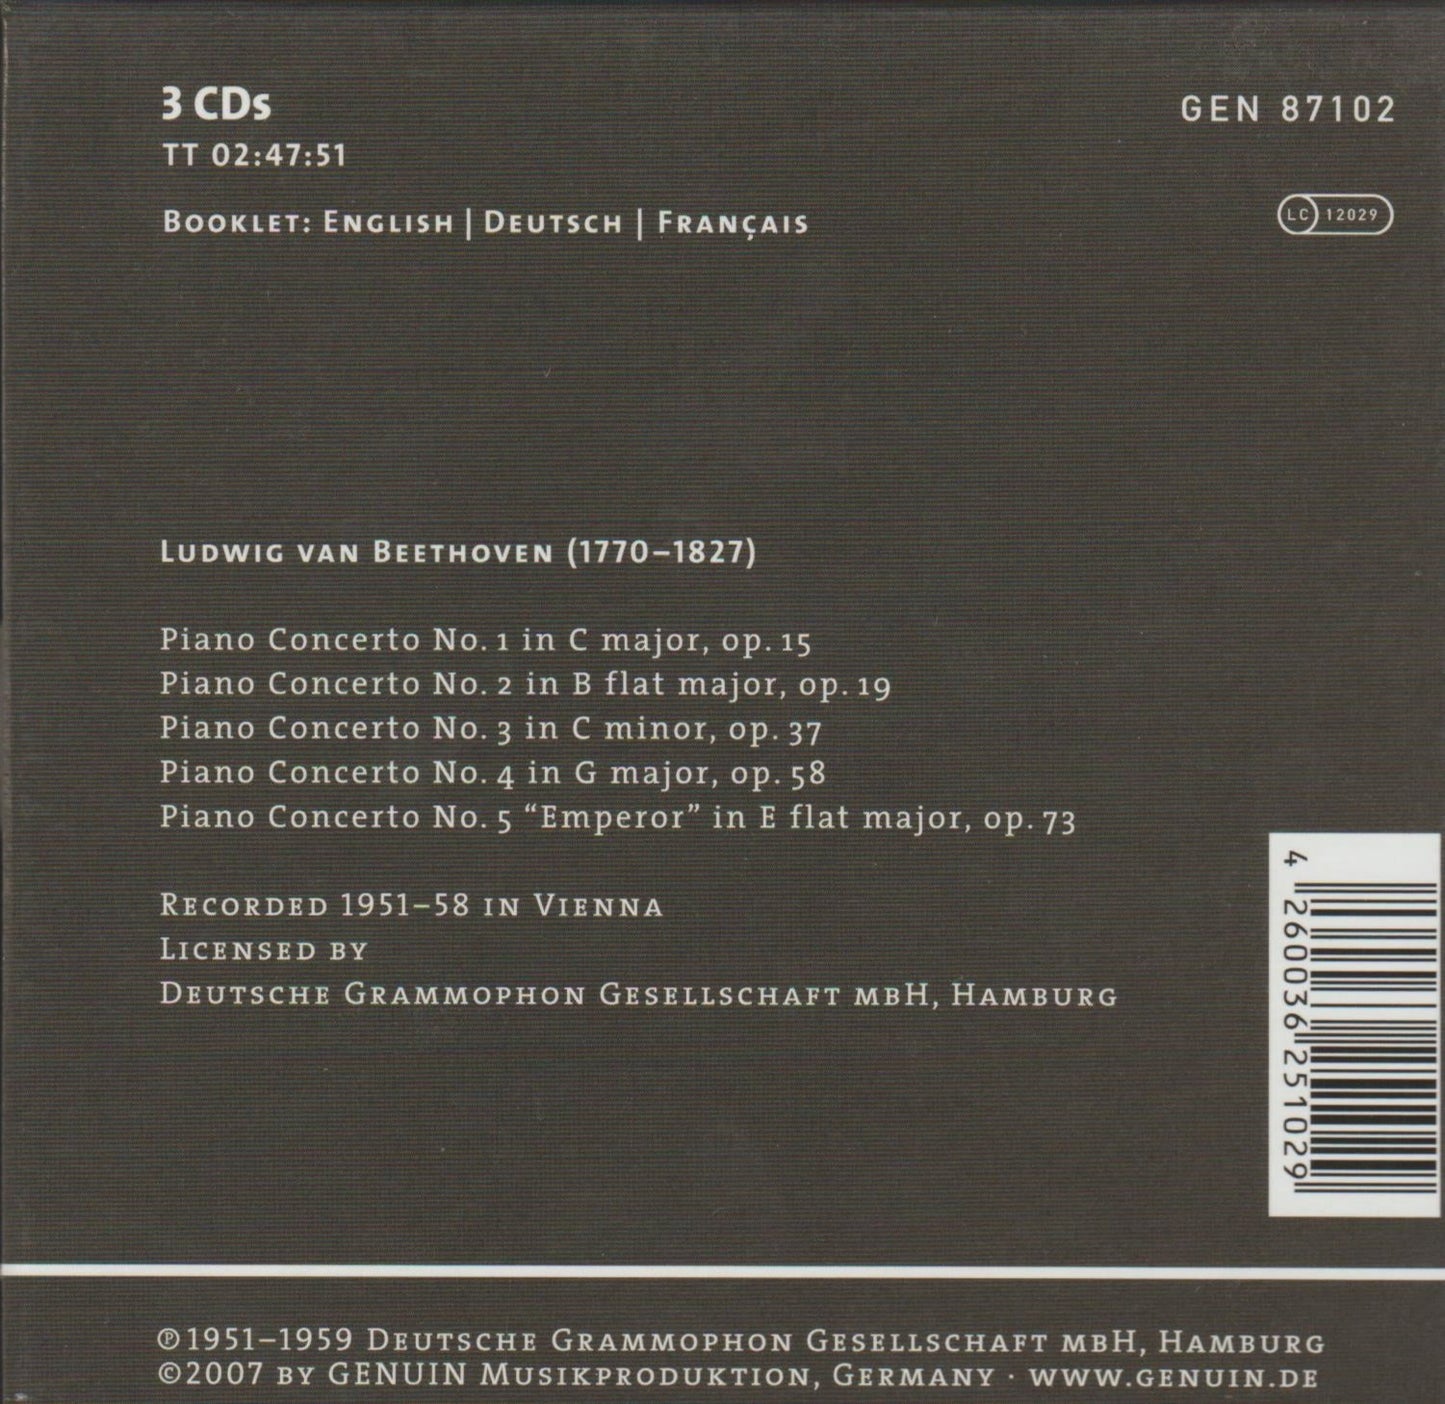 3 CDs
GEN 87102
TT 02:47:51
LC 12029
Booklet: English | Deutsch | Français
Ludwig van Beethoven (1770–1827)
Piano Concerto No. 1 in C major, op. 15
Piano Concerto No. 2 in B flat major, op. 19
Piano Concerto No. 3 in C minor, op. 37
Piano Concerto No. 4 in G major, op. 58
Piano Concerto No. 5 “Emperor” in E flat major, op. 73
Recorded 1951–58 in Vienna
Licensed by
Deutsche Grammophon Gesellschaft mbH, Hamburg
4 260036 251029
℗1951–1959 Deutsche Grammophon Gesellschaft mbH, Hamburg
©2007 by GENUIN Musikproduktion, Germany · www.genuin.de